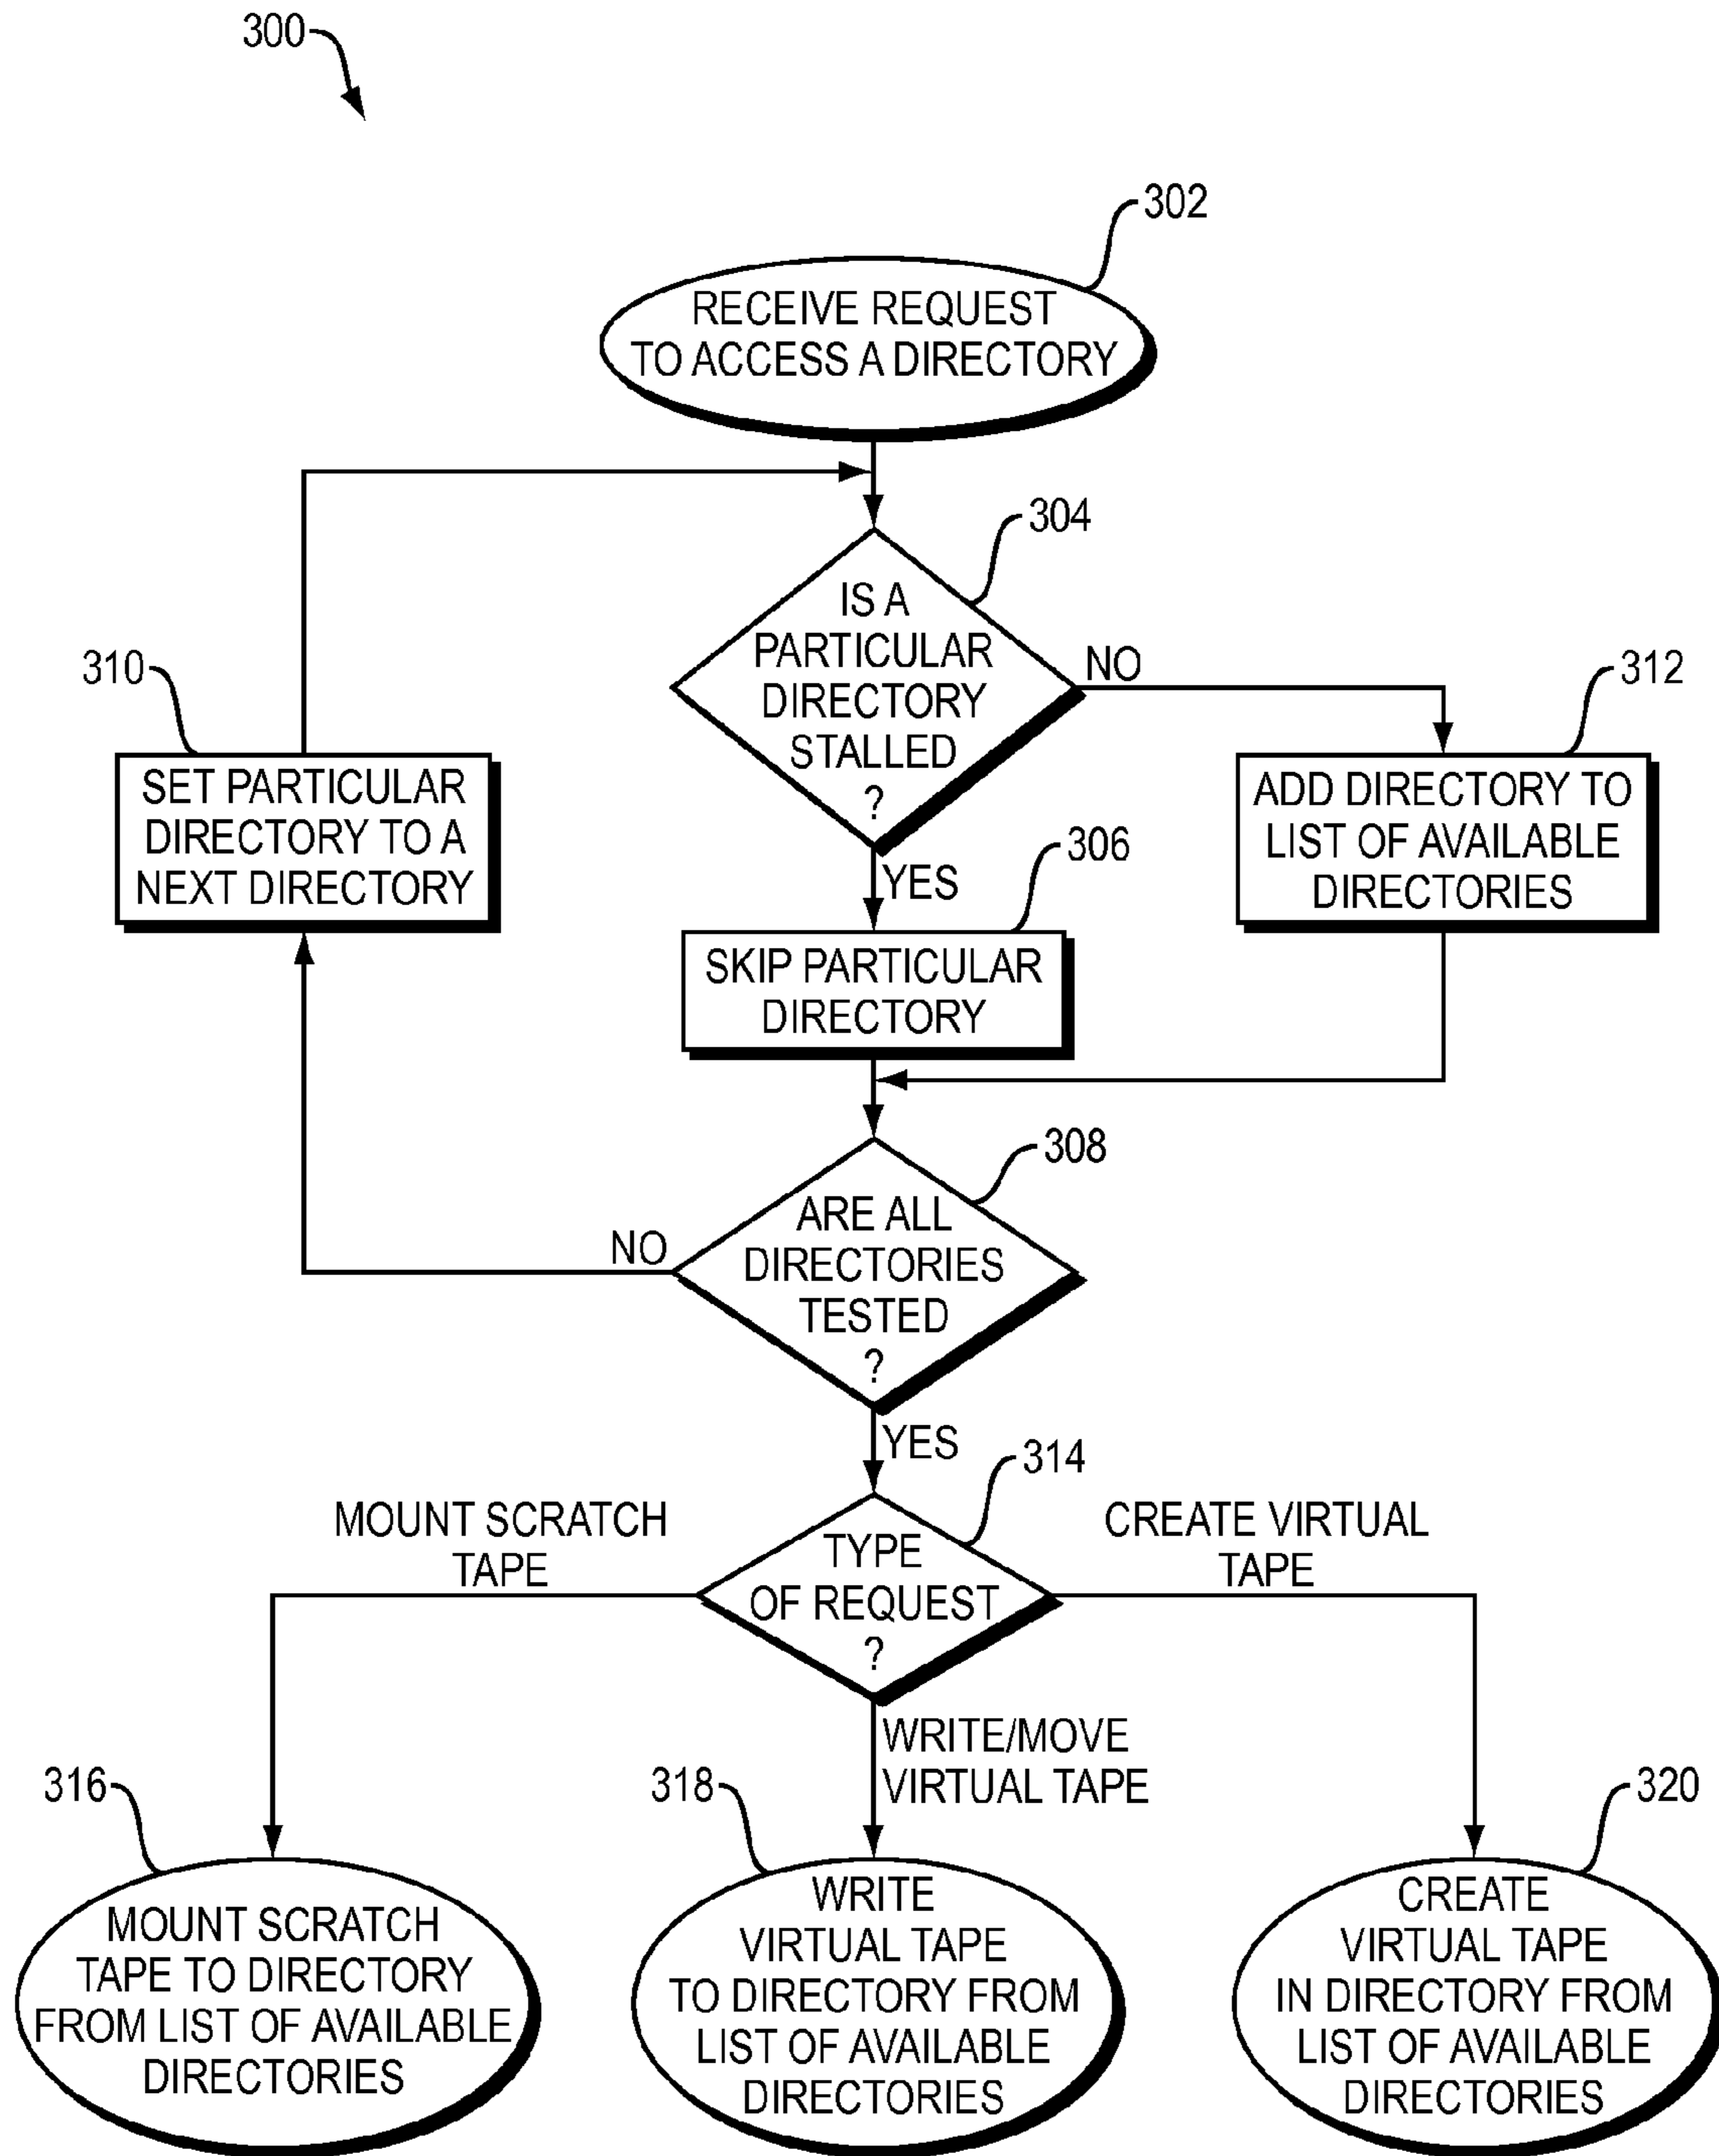 300
302
RECEIVE REQUEST
TO ACCESS A DIRECTORY
304
IS A
PARTICULAR
DIRECTORY
STALLED
?
NO
310
SET PARTICULAR
DIRECTORY TO A
NEXT DIRECTORY
312
ADD DIRECTORY TO
LIST OF AVAILABLE
DIRECTORIES
YES
306
SKIP PARTICULAR
DIRECTORY
308
ARE ALL
DIRECTORIES
TESTED
?
NO
YES
314
TYPE
OF REQUEST
?
MOUNT SCRATCH
TAPE
CREATE VIRTUAL
TAPE
WRITE/MOVE
VIRTUAL TAPE
316
MOUNT SCRATCH
TAPE TO DIRECTORY
FROM LIST OF AVAILABLE
DIRECTORIES
318
WRITE
VIRTUAL TAPE
TO DIRECTORY FROM
LIST OF AVAILABLE
DIRECTORIES
320
CREATE
VIRTUAL TAPE
IN DIRECTORY FROM
LIST OF AVAILABLE
DIRECTORIES